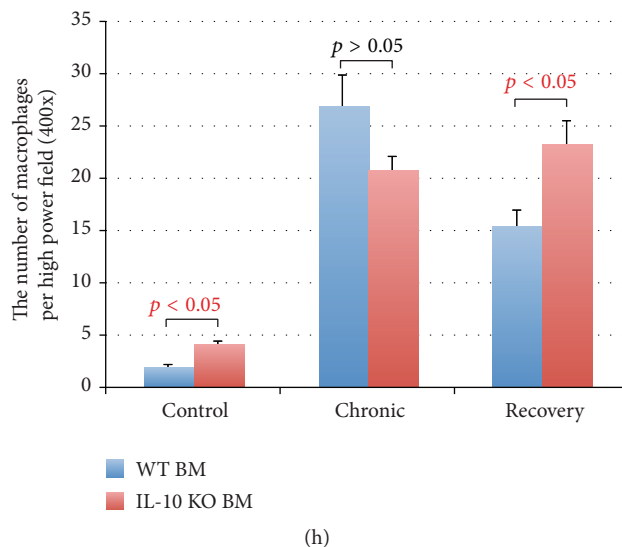 The number of macrophages
per high power field (400x)
35
30
25
20
15
10
5
0
p < 0.05
p > 0.05
p < 0.05
Control
Chronic
Recovery
WT BM
IL-10 KO BM
(h)